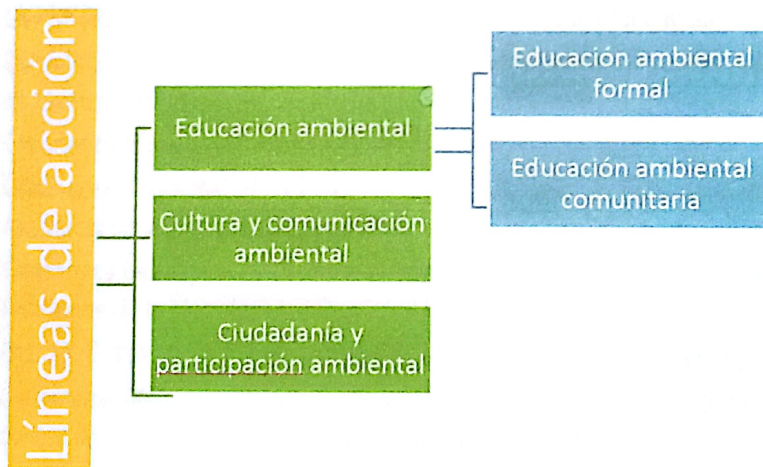 Líneas de acción
Educación ambiental
Cultura y comunicación
ambiental
Ciudadanía y
participación ambiental
Educación ambiental
formal
Educación ambiental
comunitaria